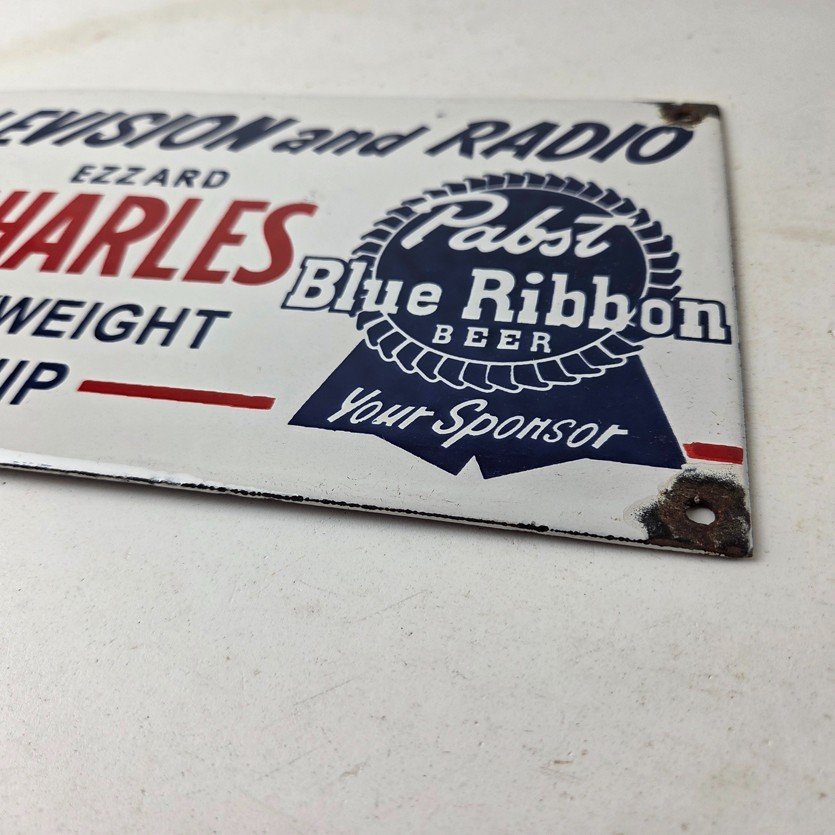 LEVISION and RADIO
EZZARD
HARLES
WEIGHT
IP
Pabst
Blue Ribbon
BEER
Your Sponsor